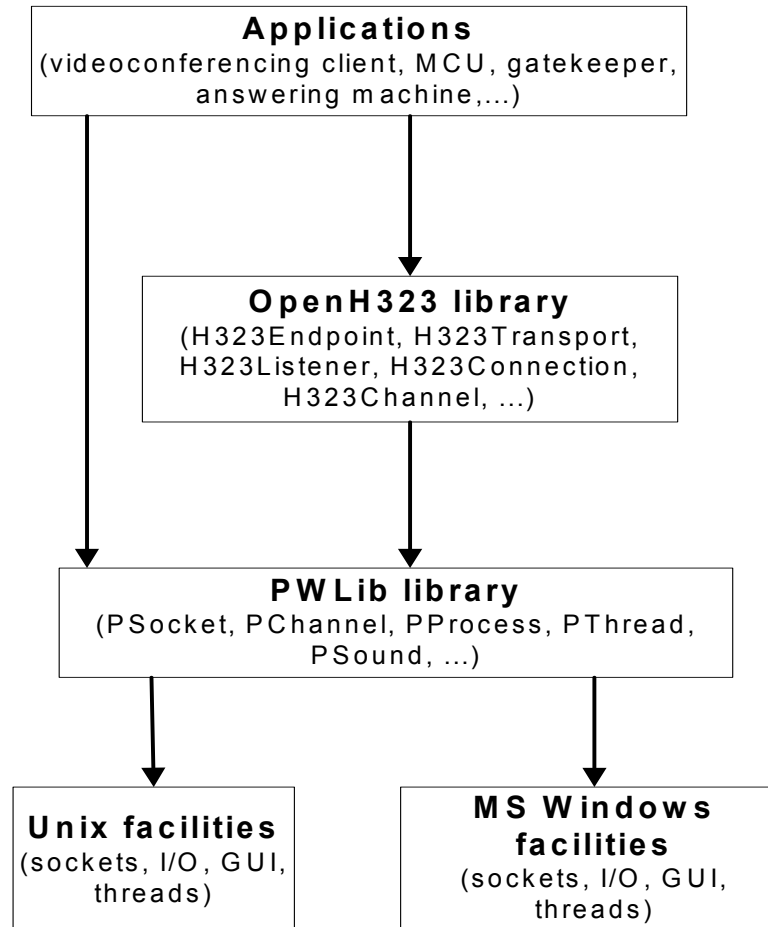 Applications
(videoconferencing client, MCU, gatekeeper,
answering machine,...)
OpenH323 library
(H323Endpoint, H323Transport,
H323Listener, H323Connection,
H323Channel, ...)
PWLib library
(PSocket, PChannel, PProcess, PThread,
PSound, ...)
Unix facilities
(sockets, I/O, GUI,
threads)
MS Windows
facilities
(sockets, I/O, GUI,
threads)